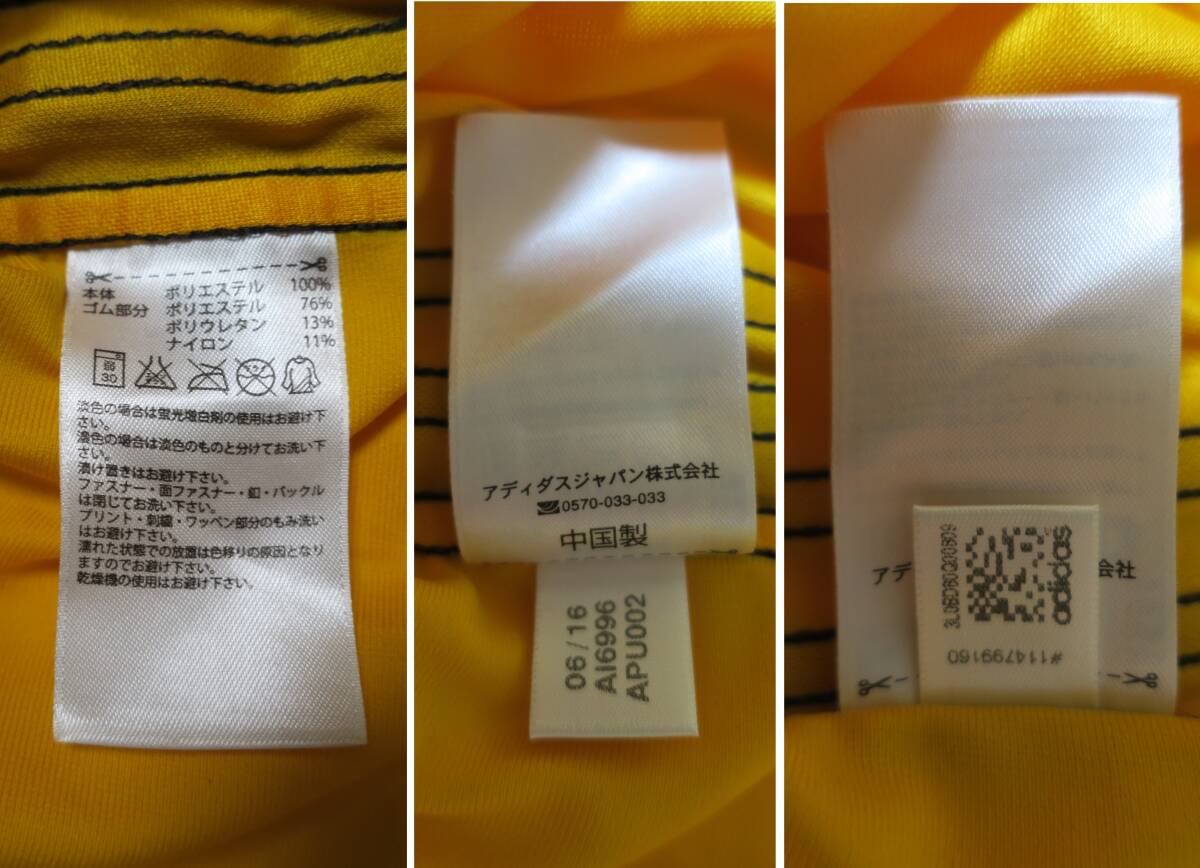 本体 ポリエステル 100%
ゴム部分 ポリエステル 76%
ポリウレタン 13%
ナイロン 11%
弱
30
淡色の場合は蛍光増白剤の使用はお避け下
さい。
濃色の場合は淡色のものと分けてお洗い下
さい。
漬け置きはお避け下さい。
ファスナー・面ファスナー・釦・バックル
は閉じてお洗い下さい。
プリント・刺繍・ワッペン部分のもみ洗い
はお避け下さい。
濡れた状態での放置は色移りの原因となり
ますのでお避け下さい。
乾燥機の使用はお避け下さい。
アディダスジャパン株式会社
0570-033-033
中国製
06/16
AI6996
APU002
アデ
会社
adidas
#114799160